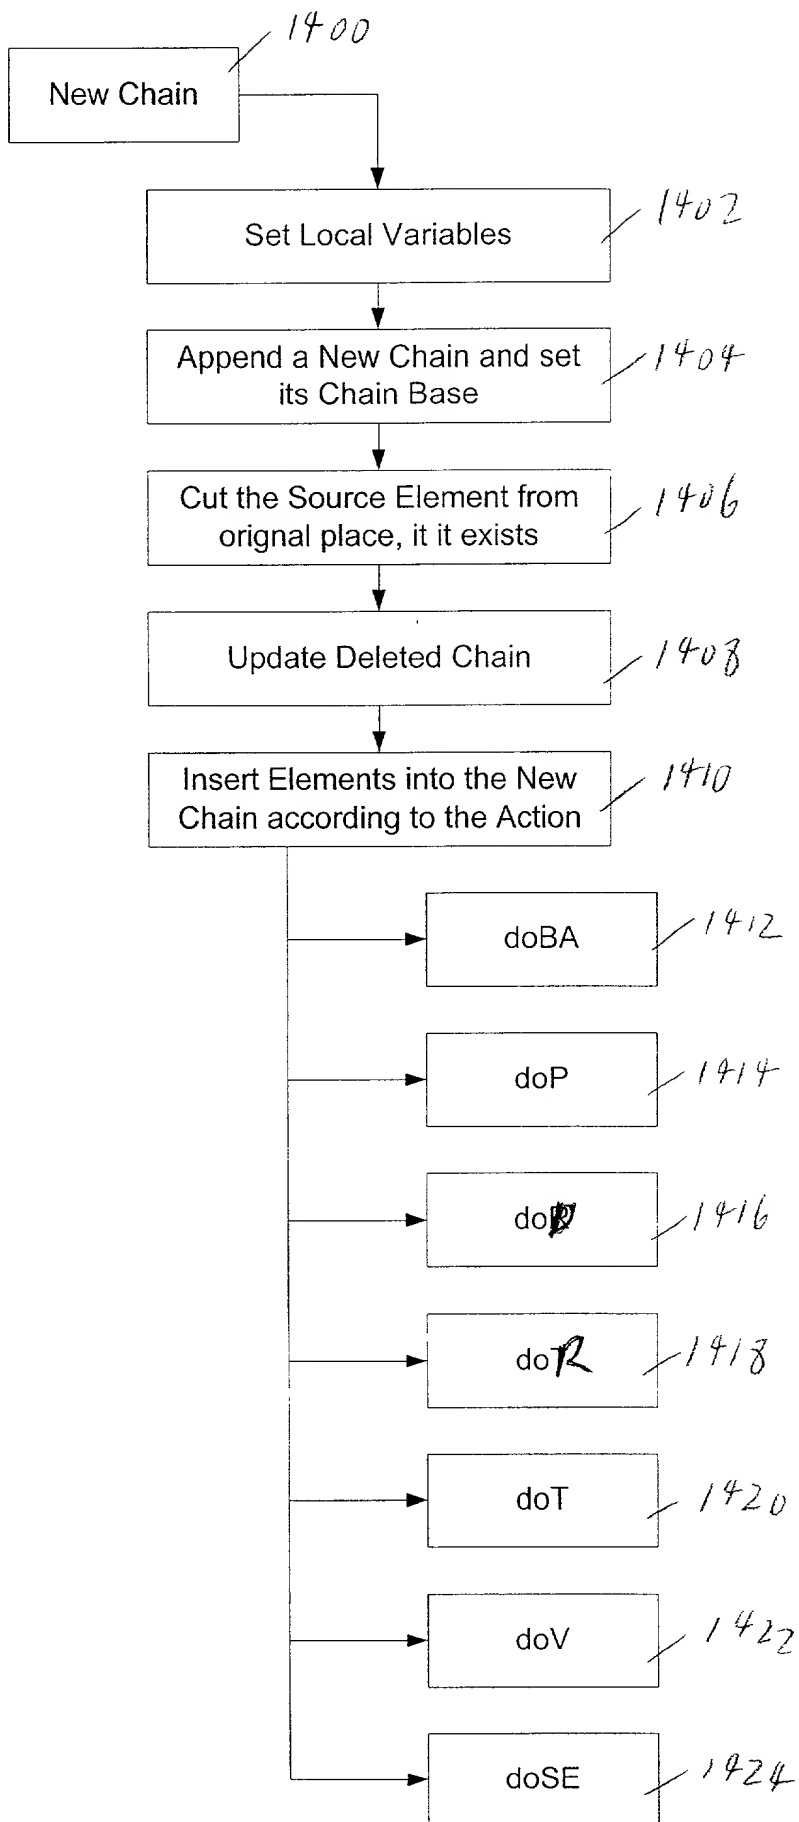 1400
New Chain
1402
Set Local Variables
1404
Append a New Chain and set
its Chain Base
1406
Cut the Source Element from
orignal place, it it exists
1408
Update Deleted Chain
1410
Insert Elements into the New
Chain according to the Action
doBA
1412
doP
1414
1416
doR
1418
doT
1420
doV
1422
doSE
1424